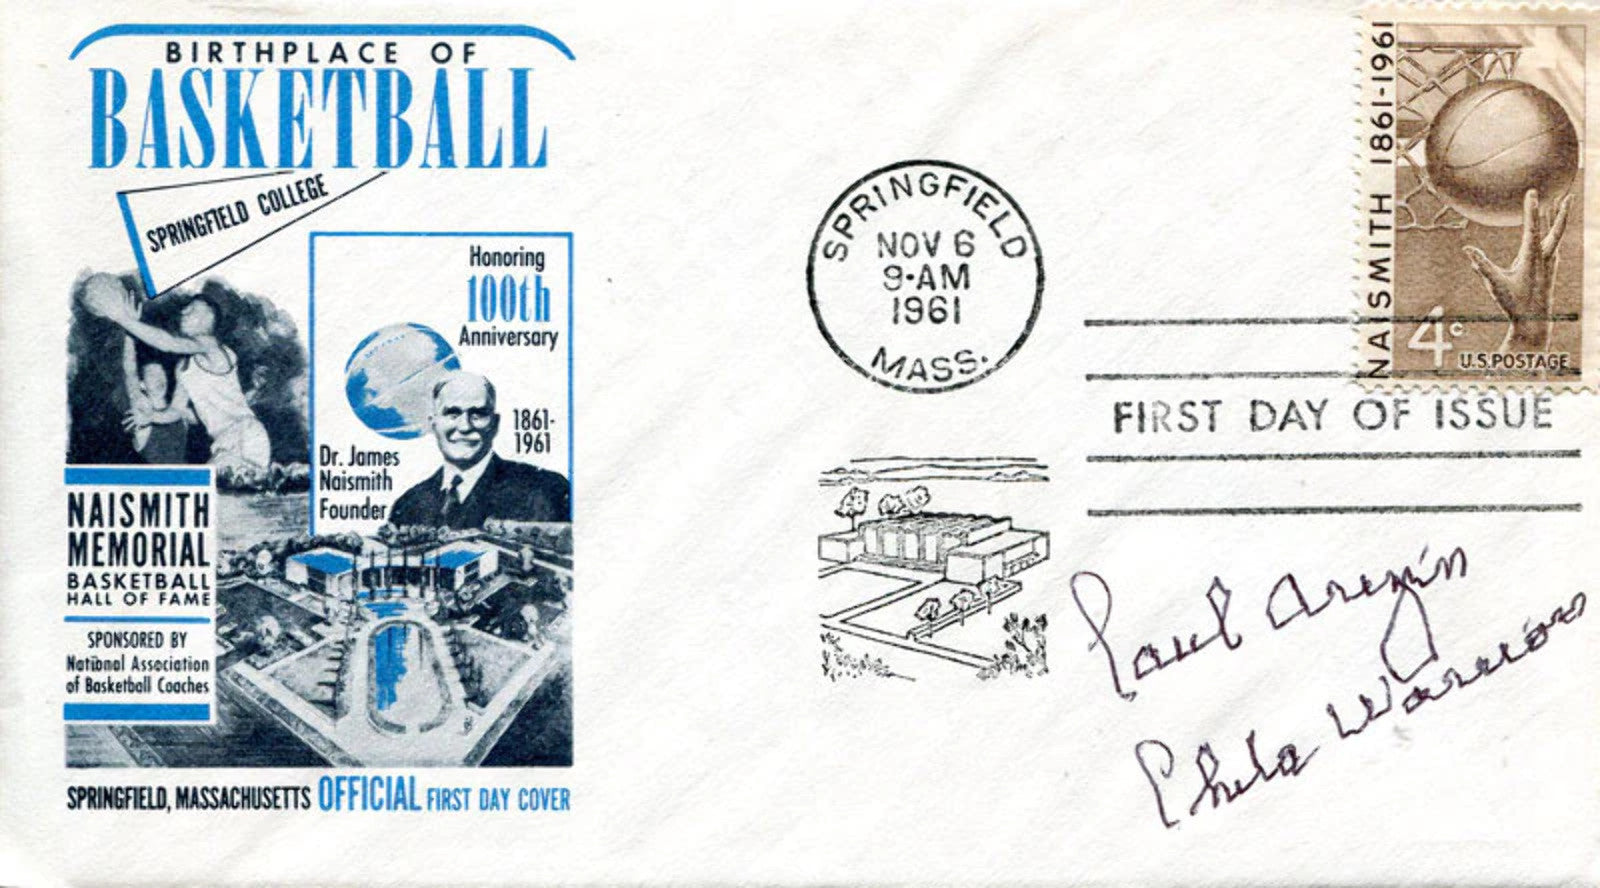 BIRTHPLACE OF
BASKETBALL
SPRINGFIELD COLLEGE
Honoring
100th
Anniversary
1861-
1961
Dr. James
Naismith
Founder
NAISMITH
MEMORIAL
BASKETBALL
HALL OF FAME
SPONSORED BY
National Association
of Basketball Coaches
SPRINGFIELD, MASSACHUSETTS OFFICIAL FIRST DAY COVER
SPRINGFIELD
NOV 6
9-AM
1961
MASS.
NAISMITH 1861-1961
4c
U.S. POSTAGE
FIRST DAY OF ISSUE
Paul Arizin
Phila Warriors